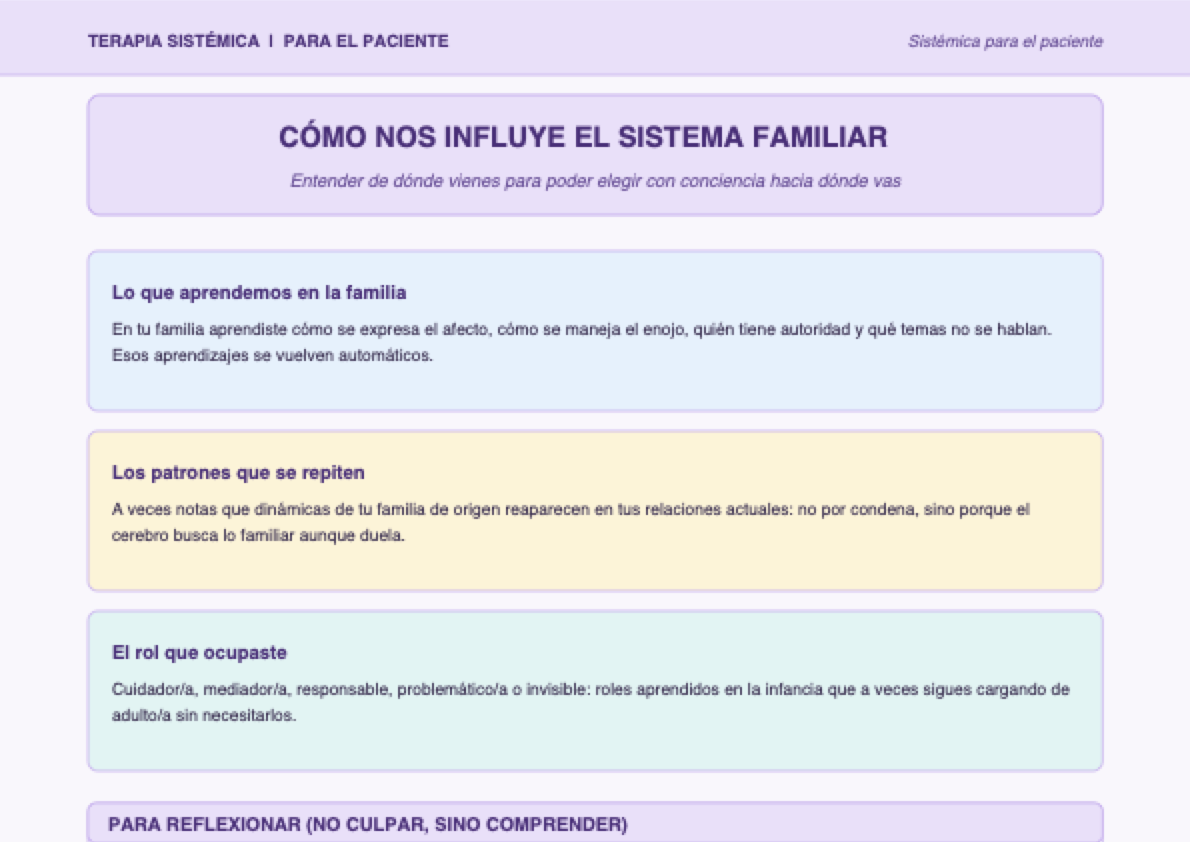 TERAPIA SISTÉMICA | PARA EL PACIENTE
Sistémica para el paciente
CÓMO NOS INFLUYE EL SISTEMA FAMILIAR
Entender de dónde vienes para poder elegir con conciencia hacia dónde vas
Lo que aprendemos en la familia
En tu familia aprendiste cómo se expresa el afecto, cómo se maneja el enojo, quién tiene autoridad y qué temas no se hablan.
Esos aprendizajes se vuelven automáticos.
Los patrones que se repiten
A veces notas que dinámicas de tu familia de origen reaparecen en tus relaciones actuales: no por condena, sino porque el
cerebro busca lo familiar aunque duela.
El rol que ocupaste
Cuidador/a, mediador/a, responsable, problemático/a o invisible: roles aprendidos en la infancia que a veces sigues cargando de
adulto/a sin necesitarlos.
PARA REFLEXIONAR (NO CULPAR, SINO COMPRENDER)